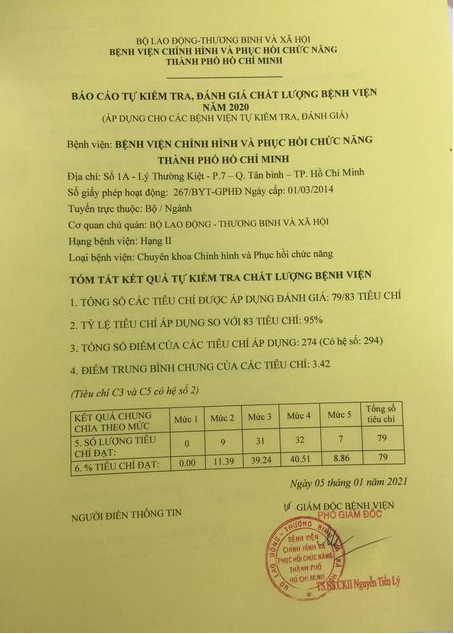 BỘ LAO ĐỘNG-THƯƠNG BINH VÀ XÃ HỘI
BỆNH VIỆN CHỈNH HÌNH VÀ PHỤC HỒI CHỨC NĂNG
THÀNH PHỐ HỒ CHÍ MINH
BÁO CÁO TỰ KIỂM TRA, ĐÁNH GIÁ CHẤT LƯỢNG BỆNH VIỆN
NĂM 2020
(ÁP DỤNG CHO CÁC BỆNH VIỆN TỰ KIỂM TRA, ĐÁNH GIÁ)
Bệnh viện: BỆNH VIỆN CHỈNH HÌNH VÀ PHỤC HỒI CHỨC NĂNG
THÀNH PHỐ HỒ CHÍ MINH
Địa chỉ: Số 1A - Lý Thường Kiệt - P.7 – Q. Tân bình – TP. Hồ Chí Minh
Số giấy phép hoạt động: 267/BYT-GPHĐ Ngày cấp: 01/03/2014
Tuyến trực thuộc: Bộ / Ngành
Cơ quan chủ quản: BỘ LAO ĐỘNG - THƯƠNG BINH VÀ XÃ HỘI
Hạng bệnh viện: Hạng II
Loại bệnh viện: Chuyên khoa Chỉnh hình và Phục hồi chức năng
TÓM TẮT KẾT QUẢ TỰ KIỂM TRA CHẤT LƯỢNG BỆNH VIỆN
1. TỔNG SỐ CÁC TIÊU CHÍ ĐƯỢC ÁP DỤNG ĐÁNH GIÁ: 79/83 TIÊU CHÍ
2. TỶ LỆ TIÊU CHÍ ÁP DỤNG SO VỚI 83 TIÊU CHÍ: 95%
3. TỔNG SỐ ĐIỂM CỦA CÁC TIÊU CHÍ ÁP DỤNG: 274 (Có hệ số: 294)
4. ĐIỂM TRUNG BÌNH CHUNG CỦA CÁC TIÊU CHÍ: 3.42
(Tiêu chí C3 và C5 có hệ số 2)
KẾT QUẢ CHUNG CHIA THEO MỨC Mức 1 Mức 2 Mức 3 Mức 4 Mức 5 Tổng số tiêu chí
5. SỐ LƯỢNG TIÊU CHÍ ĐẠT: 0 9 31 32 7 79
6. % TIÊU CHÍ ĐẠT: 0.00 11.39 39.24 40.51 8.86 79
Ngày 05 tháng 01 năm 2021
NGƯỜI ĐIỀN THÔNG TIN
GIÁM ĐỐC BỆNH VIỆN
PHÓ GIÁM ĐỐC
BỘ LAO ĐỘNG - THƯƠNG BINH VÀ XÃ HỘI
BỆNH VIỆN
CHỈNH HÌNH VÀ
PHỤC HỒI CHỨC NĂNG
THÀNH PHỐ
HỒ CHÍ MINH
TS.BS.CKII Nguyễn Tiến Lý